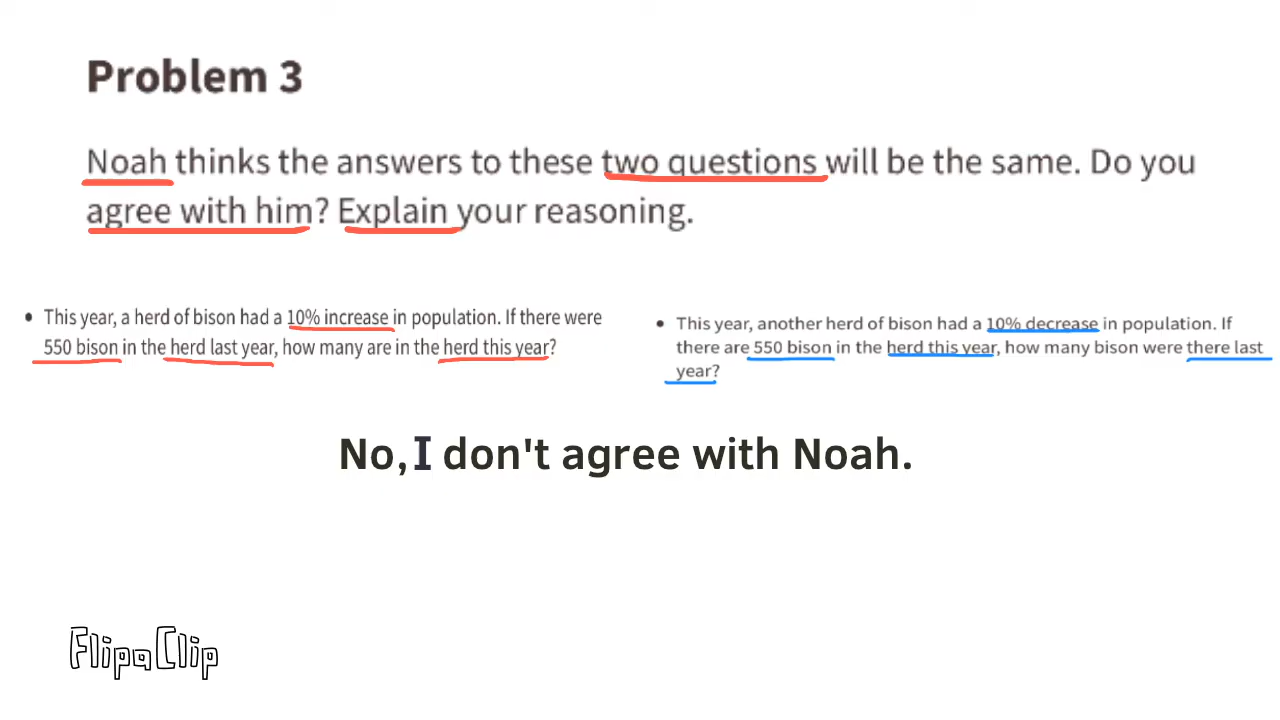 Problem 3
Noah thinks the answers to these two questions will be the same. Do you
agree with him? Explain your reasoning.
• This year, a herd of bison had a 10% increase in population. If there were
550 bison in the herd last year, how many are in the herd this year?
• This year, another herd of bison had a 10% decrease in population. If
there are 550 bison in the herd this year, how many bison were there last
year?
No, I don't agree with Noah.
FlipaClip